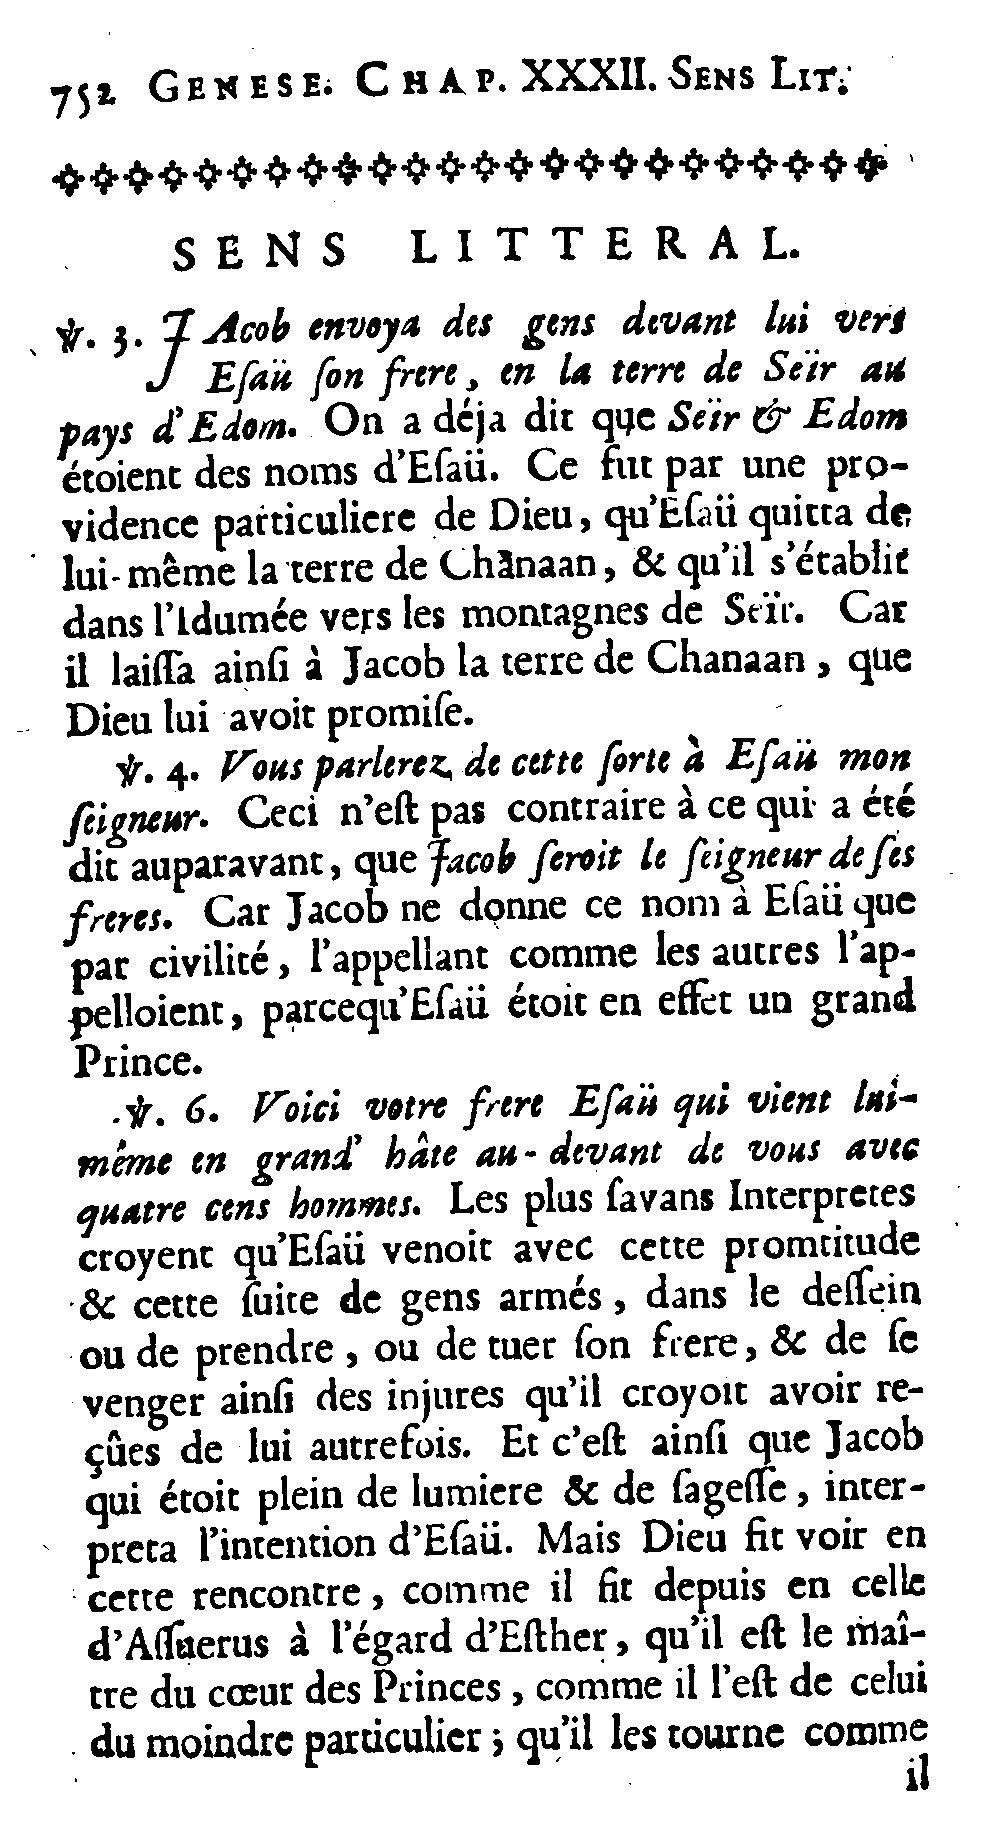 752 GENESE. CHAP. XXXII. SENS LIT.
SENS LITTERAL.
℣. 3. JAcob envoya des gens devant lui vers
Eſaü ſon frere, en la terre de Seïr au
pays d'Edom. On a déja dit que Seïr & Edom
étoient des noms d'Eſaü. Ce fut par une pro-
vidence particuliere de Dieu, qu'Eſaü quitta de
lui-même la terre de Chanaan, & qu'il s'établit
dans l'Idumée vers les montagnes de Seïr. Car
il laiſſa ainſi à Jacob la terre de Chanaan, que
Dieu lui avoit promiſe.
℣. 4. Vous parlerez de cette ſorte à Eſaü mon
ſeigneur. Ceci n'eſt pas contraire à ce qui a été
dit auparavant, que Jacob ſeroit le ſeigneur de ſes
freres. Car Jacob ne donne ce nom à Eſaü que
par civilité, l'appellant comme les autres l'ap-
pelloient, parcequ'Eſaü étoit en effet un grand
Prince.
℣. 6. Voici votre frere Eſaü qui vient lui-
même en grand' hâte au-devant de vous avec
quatre cens hommes. Les plus ſavans Interpretes
croyent qu'Eſaü venoit avec cette promtitude
& cette ſuite de gens armés, dans le deſſein
ou de prendre, ou de tuer ſon frere, & de ſe
venger ainſi des injures qu'il croyoit avoir re-
çûes de lui autrefois. Et c'eſt ainſi que Jacob
qui étoit plein de lumiere & de ſageſſe, inter-
preta l'intention d'Eſaü. Mais Dieu fit voir en
cette rencontre, comme il fit depuis en celle
d'Aſſuerus à l'égard d'Eſther, qu'il eſt le maî-
tre du cœur des Princes, comme il l'eſt de celui
du moindre particulier; qu'il les tourne comme
il